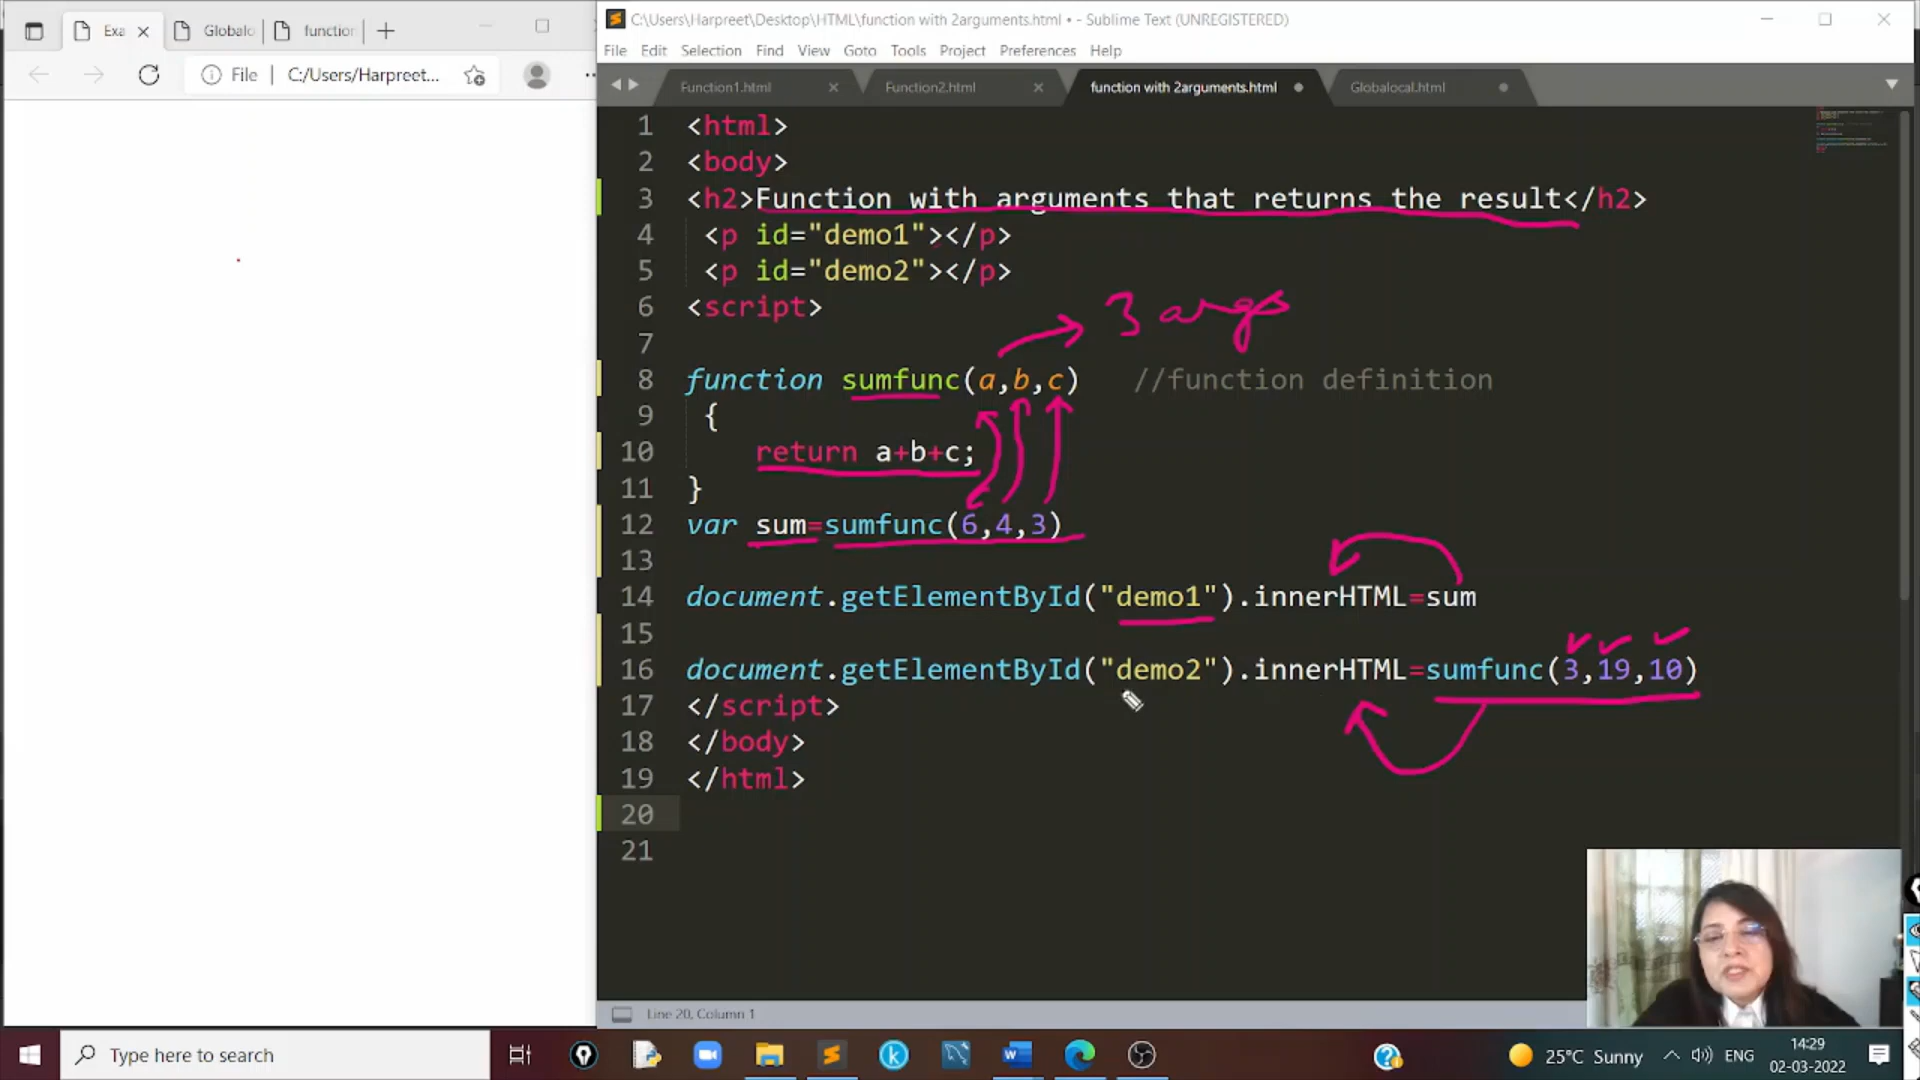 Exa
Globalo
function
File
C:/Users/Harpreet...
C:\Users\Harpreet\Desktop\HTML\function with 2arguments.html • - Sublime Text (UNREGISTERED)
File Edit Selection Find View Goto Tools Project Preferences Help
Function1.html
Function2.html
function with 2arguments.html
Globalocal.html
1 <html>
2 <body>
3 <h2>Function with arguments that returns the result</h2>
4 <p id="demo1"></p>
5 <p id="demo2"></p>
6 <script>
3 args
7
8 function sumfunc(a,b,c) //function definition
9 {
10 return a+b+c;
11 }
12 var sum=sumfunc(6,4,3)
13
14 document.getElementById("demo1").innerHTML=sum
15
16 document.getElementById("demo2").innerHTML=sumfunc(3,19,10)
17 </script>
18 </body>
19 </html>
20
21
Line 20, Column 1
Type here to search
25°C Sunny
ENG
14:29
02-03-2022